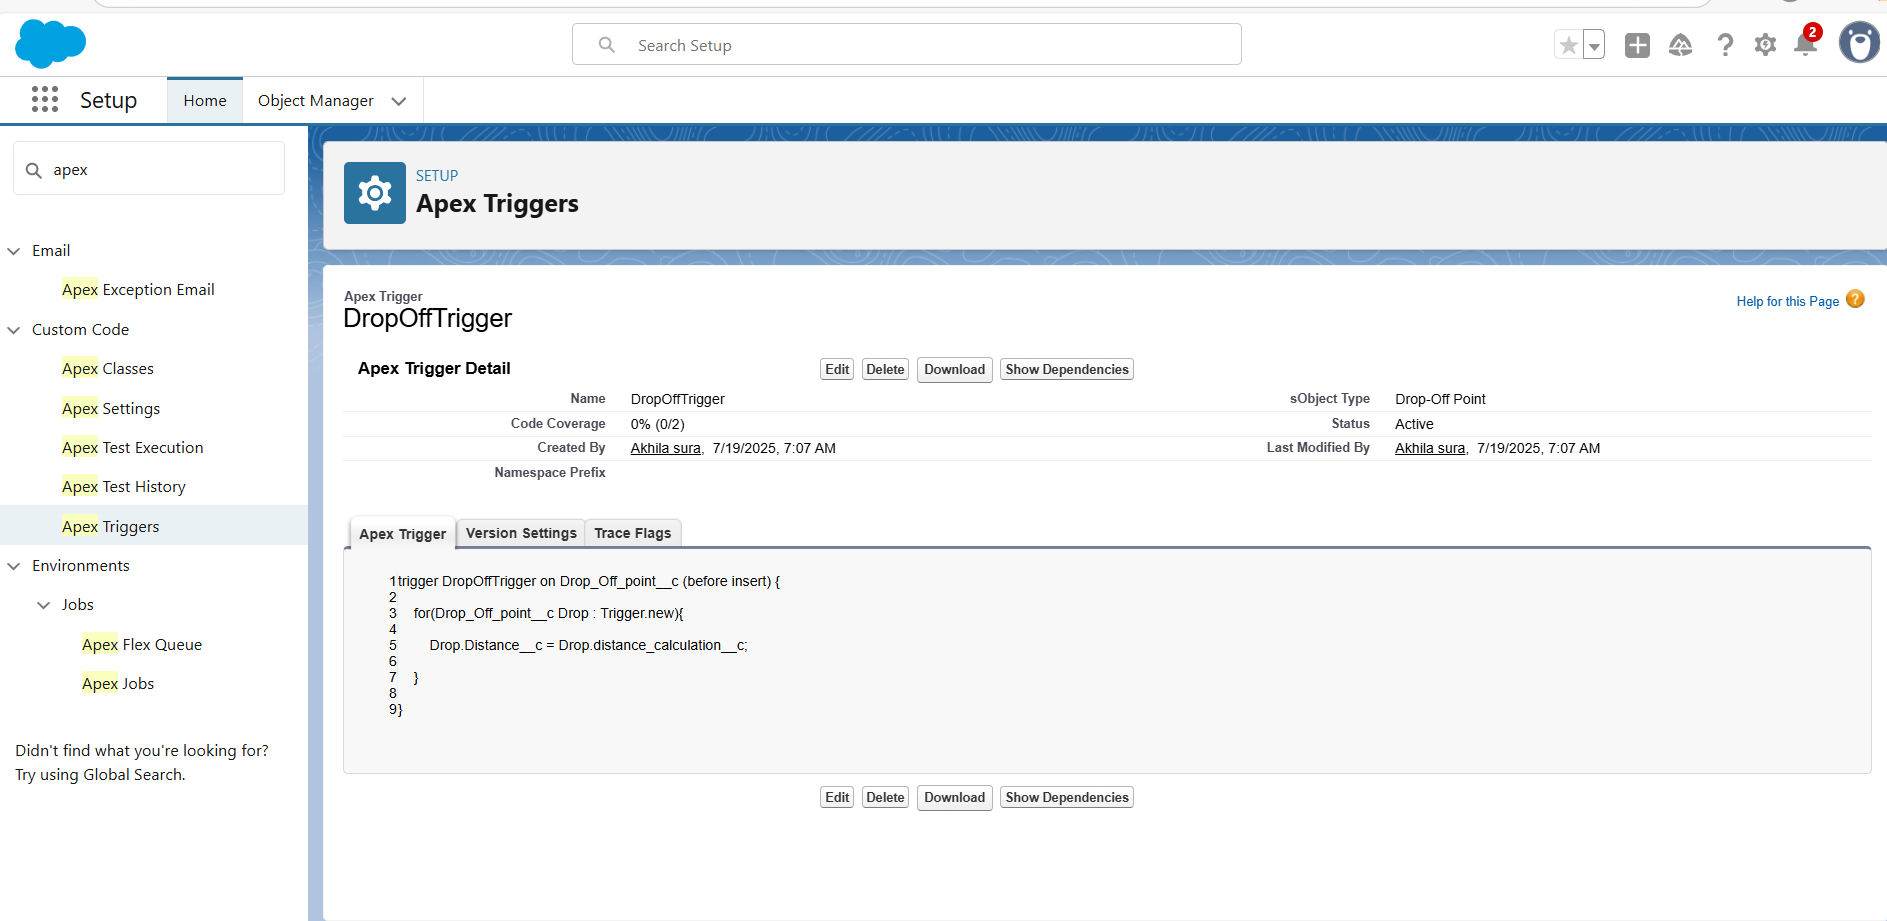 Search Setup
2
Setup
Home
Object Manager
apex
Email
Apex Exception Email
Custom Code
Apex Classes
Apex Settings
Apex Test Execution
Apex Test History
Apex Triggers
Environments
Jobs
Apex Flex Queue
Apex Jobs
Didn't find what you're looking for?
Try using Global Search.
SETUP
Apex Triggers
Apex Trigger
DropOffTrigger
Help for this Page ?
Apex Trigger Detail
Edit Delete Download Show Dependencies
Name DropOffTrigger sObject Type Drop-Off Point
Code Coverage 0% (0/2) Status Active
Created By Akhila sura, 7/19/2025, 7:07 AM Last Modified By Akhila sura, 7/19/2025, 7:07 AM
Namespace Prefix
Apex Trigger Version Settings Trace Flags
1 trigger DropOffTrigger on Drop_Off_point__c (before insert) {
2
3 for(Drop_Off_point__c Drop : Trigger.new){
4
5 Drop.Distance__c = Drop.distance_calculation__c;
6
7 }
8
9 }
Edit Delete Download Show Dependencies